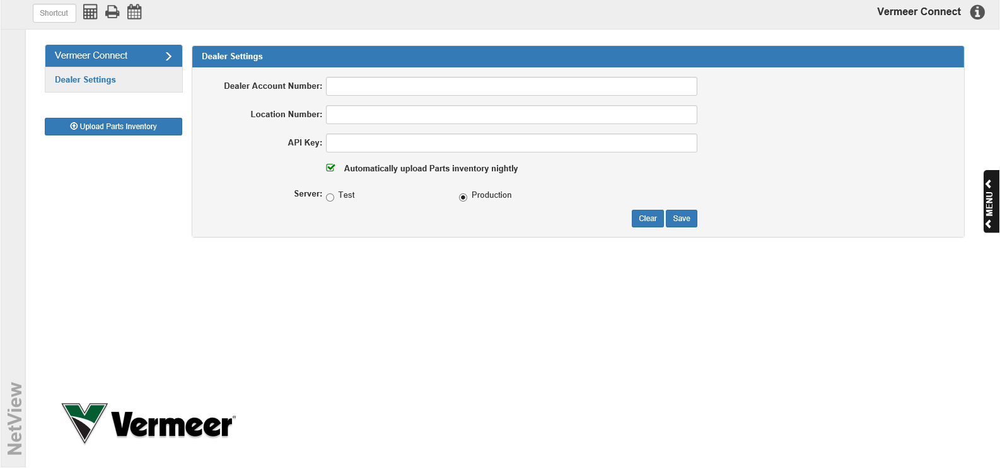 Shortcut
Vermeer Connect
Vermeer Connect
Dealer Settings
Upload Parts Inventory
Dealer Settings
Dealer Account Number:
Location Number:
API Key:
Automatically upload Parts inventory nightly
Server: Test Production
Clear Save
MENU
NetView
Vermeer®